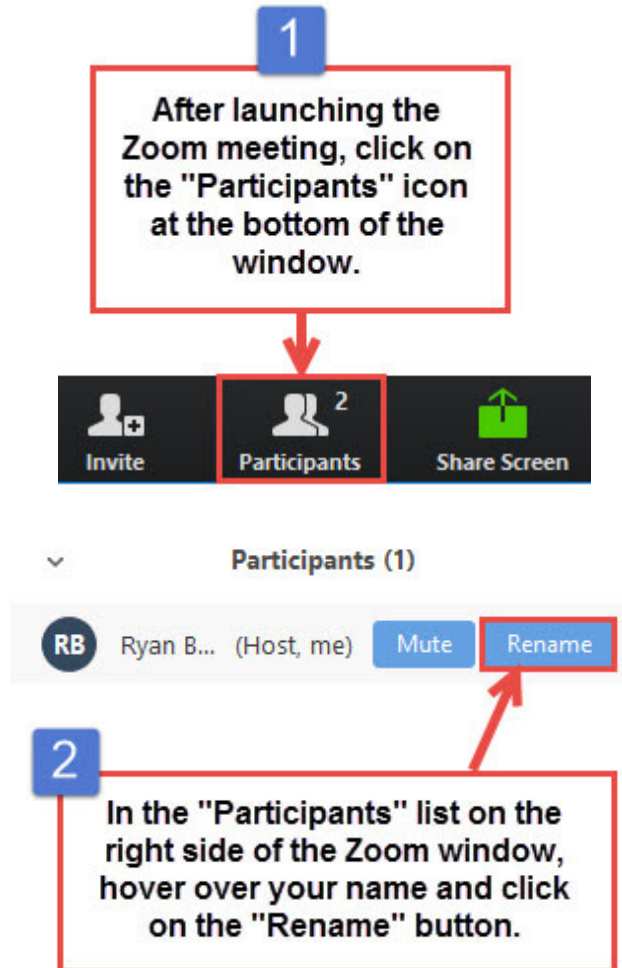 1
After launching the
Zoom meeting, click on
the "Participants" icon
at the bottom of the
window.
2
Invite Participants Share Screen
Participants (1)
RB Ryan B... (Host, me) Mute Rename
2
In the "Participants" list on the
right side of the Zoom window,
hover over your name and click
on the "Rename" button.